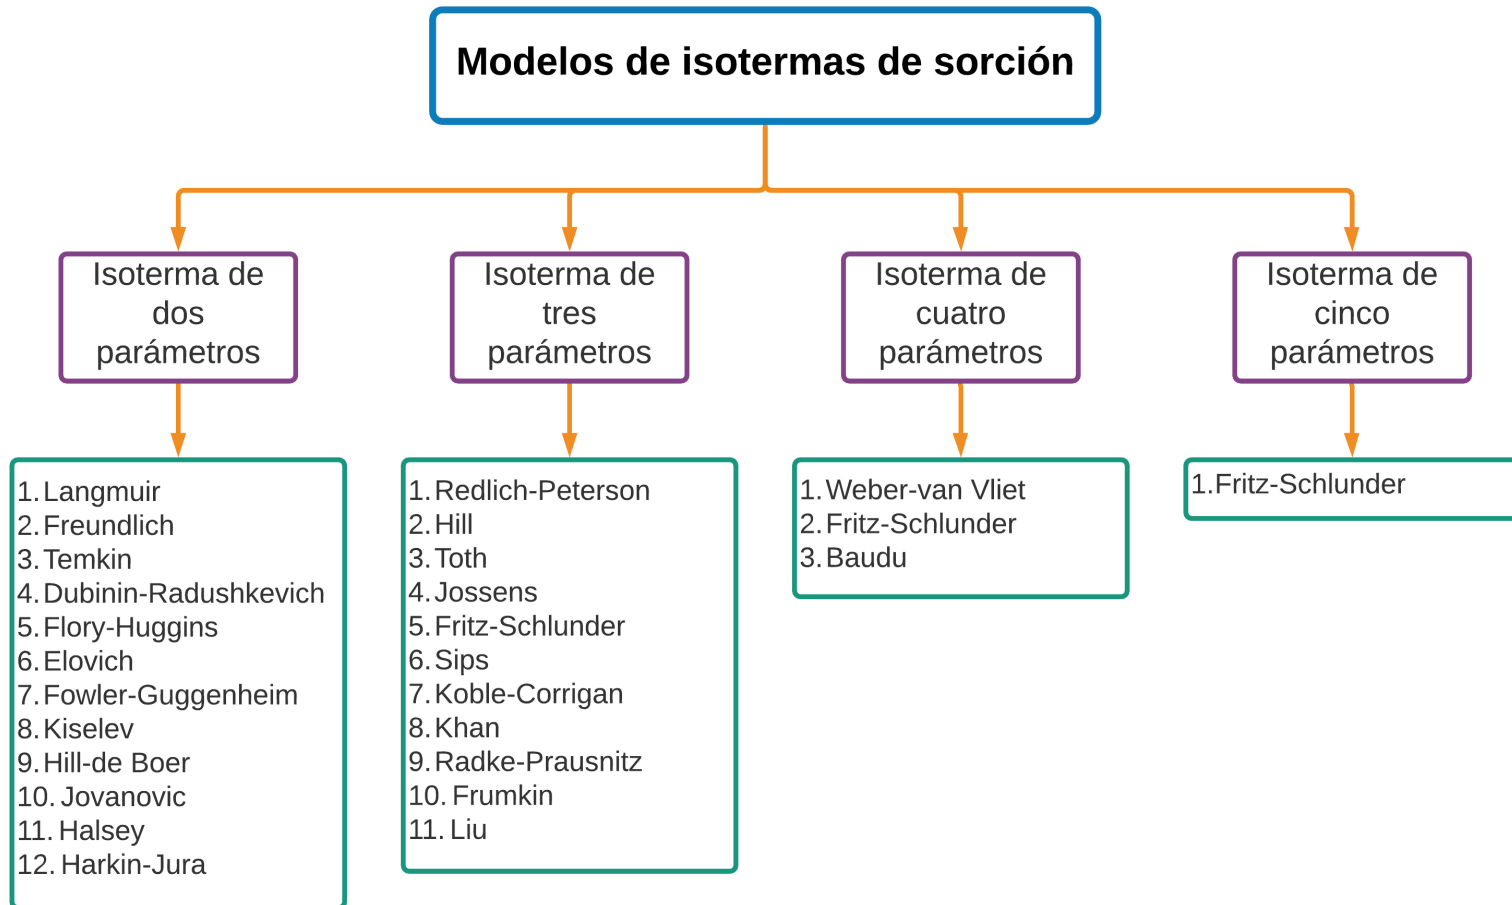 Modelos de isotermas de sorción
Isoterma de
dos
parámetros
Isoterma de
tres
parámetros
Isoterma de
cuatro
parámetros
Isoterma de
cinco
parámetros
1. Langmuir
2. Freundlich
3. Temkin
4. Dubinin-Radushkevich
5. Flory-Huggins
6. Elovich
7. Fowler-Guggenheim
8. Kiselev
9. Hill-de Boer
10. Jovanovic
11. Halsey
12. Harkin-Jura
1. Redlich-Peterson
2. Hill
3. Toth
4. Jossens
5. Fritz-Schlunder
6. Sips
7. Koble-Corrigan
8. Khan
9. Radke-Prausnitz
10. Frumkin
11. Liu
1. Weber-van Vliet
2. Fritz-Schlunder
3. Baudu
1. Fritz-Schlunder